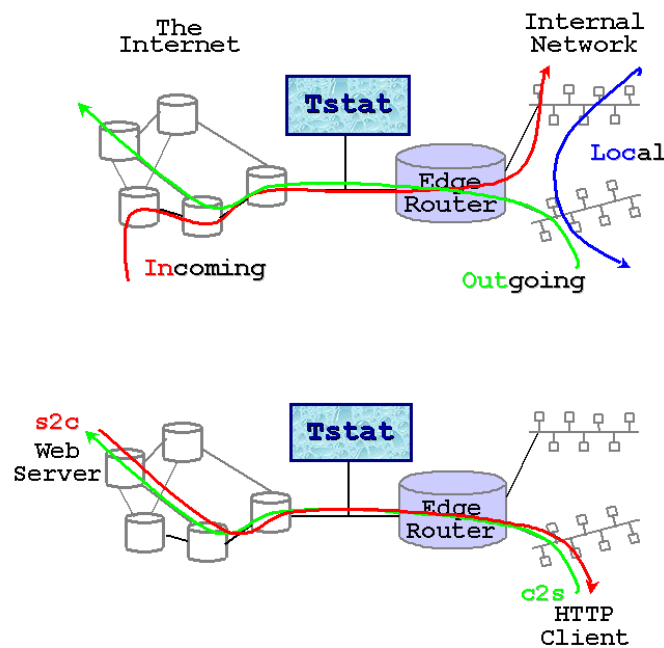 The
Internet
Internal
Network
Tstat
Edge
Router
Local
Incoming
Outgoing
s2c
Web
Server
Tstat
Edge
Router
c2s
HTTP
Client